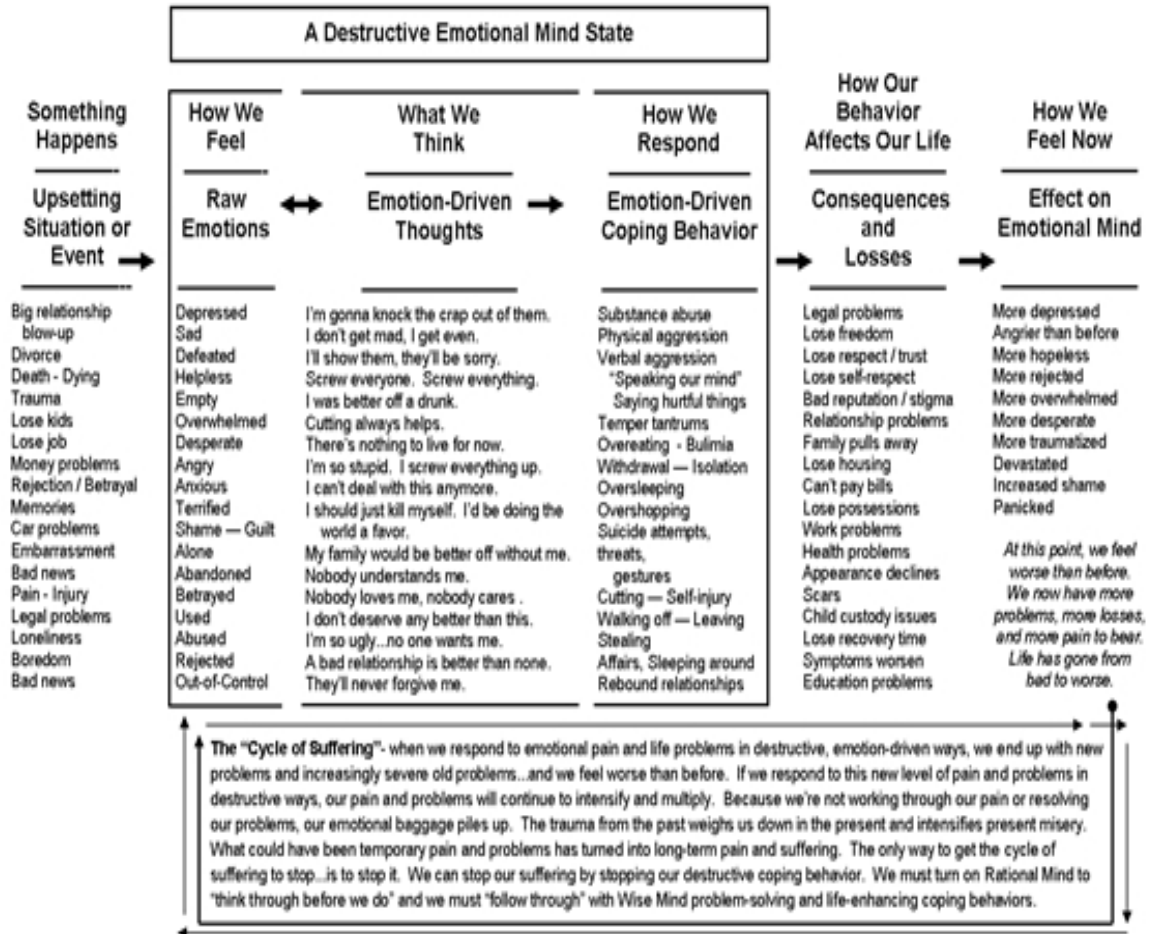 A Destructive Emotional Mind State
Something
Happens
Upsetting
Situation or
Event
Big relationship
blow-up
Divorce
Death - Dying
Trauma
Lose kids
Lose job
Money problems
Rejection / Betrayal
Memories
Car problems
Embarrassment
Bad news
Pain - Injury
Legal problems
Loneliness
Boredom
Bad news
How We
Feel
Raw
Emotions
Depressed
Sad
Defeated
Helpless
Empty
Overwhelmed
Desperate
Angry
Anxious
Terrified
Shame — Guilt
Alone
Abandoned
Betrayed
Used
Abused
Rejected
Out-of-Control
What We
Think
Emotion-Driven
Thoughts
I'm gonna knock the crap out of them.
I don't get mad, I get even.
I'll show them, they'll be sorry.
Screw everyone. Screw everything.
I was better off a drunk.
Cutting always helps.
There's nothing to live for now.
I'm so stupid. I screw everything up.
I can't deal with this anymore.
I should just kill myself. I'd be doing the
world a favor.
My family would be better off without me.
Nobody understands me.
Nobody loves me, nobody cares .
I don't deserve any better than this.
I'm so ugly...no one wants me.
A bad relationship is better than none.
They'll never forgive me.
How We
Respond
Emotion-Driven
Coping Behavior
Substance abuse
Physical aggression
Verbal aggression
"Speaking our mind"
Saying hurtful things
Temper tantrums
Overeating - Bulimia
Withdrawal — Isolation
Oversleeping
Overshopping
Suicide attempts,
threats,
gestures
Cutting — Self-injury
Walking off — Leaving
Stealing
Affairs, Sleeping around
Rebound relationships
How Our
Behavior
Affects Our Life
Consequences
and
Losses
Legal problems
Lose freedom
Lose respect / trust
Lose self-respect
Bad reputation / stigma
Relationship problems
Family pulls away
Lose housing
Can't pay bills
Lose possessions
Work problems
Health problems
Appearance declines
Scars
Child custody issues
Lose recovery time
Symptoms worsen
Education problems
How We
Feel Now
Effect on
Emotional Mind
More depressed
Angrier than before
More hopeless
More rejected
More overwhelmed
More desperate
More traumatized
Devastated
Increased shame
Panicked
At this point, we feel
worse than before.
We now have more
problems, more losses,
and more pain to bear.
Life has gone from
bad to worse.
The "Cycle of Suffering"- when we respond to emotional pain and life problems in destructive, emotion-driven ways, we end up with new
problems and increasingly severe old problems...and we feel worse than before. If we respond to this new level of pain and problems in
destructive ways, our pain and problems will continue to intensify and multiply. Because we're not working through our pain or resolving
our problems, our emotional baggage piles up. The trauma from the past weighs us down in the present and intensifies present misery.
What could have been temporary pain and problems has turned into long-term pain and suffering. The only way to get the cycle of
suffering to stop...is to stop it. We can stop our suffering by stopping our destructive coping behavior. We must turn on Rational Mind to
"think through before we do" and we must "follow through" with Wise Mind problem-solving and life-enhancing coping behaviors.